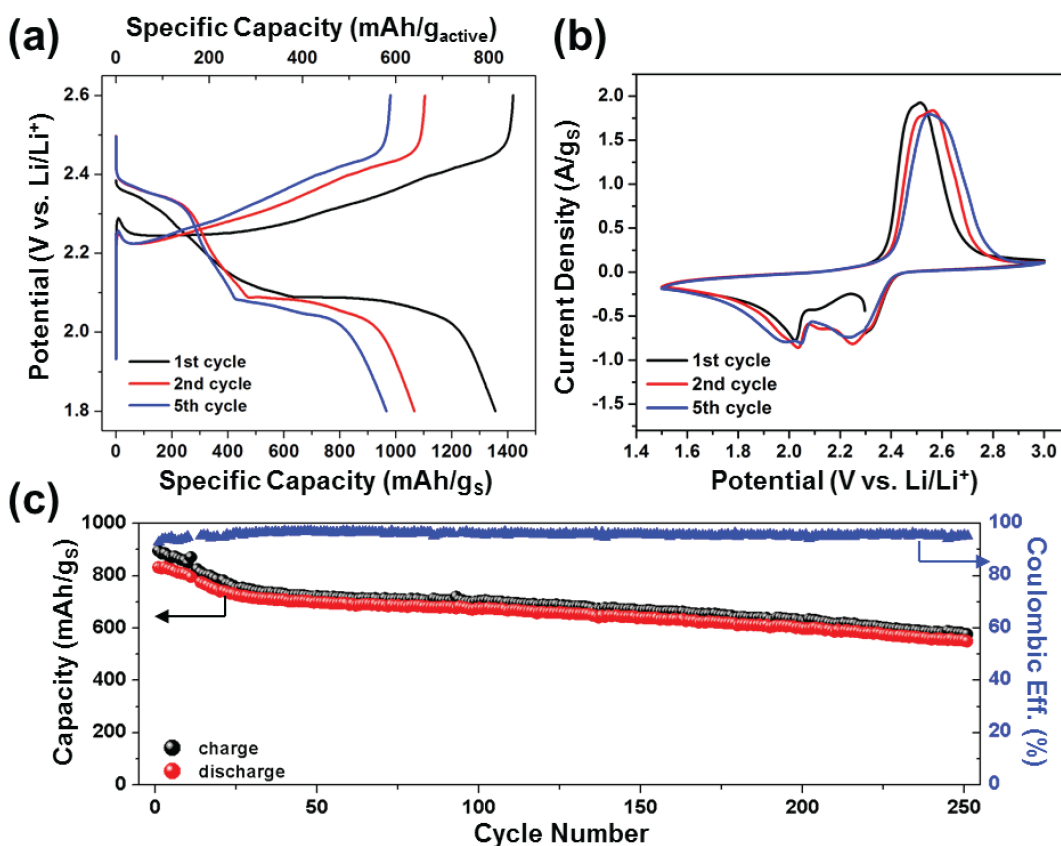 (a)
Specific Capacity (mAh/g_active)
0 200 400 600 800
Potential (V vs. Li/Li⁺)
2.6
2.4
2.2
2.0
1.8
1st cycle
2nd cycle
5th cycle
0 200 400 600 800 1000 1200 1400
Specific Capacity (mAh/g_S)
(b)
Current Density (A/g_S)
2.0
1.5
1.0
0.5
0.0
-0.5
-1.0
-1.5
1st cycle
2nd cycle
5th cycle
1.4 1.6 1.8 2.0 2.2 2.4 2.6 2.8 3.0
Potential (V vs. Li/Li⁺)
(c)
Capacity (mAh/g_S)
1000
800
600
400
200
0
charge
discharge
0 50 100 150 200 250
Cycle Number
100
80
60
40
20
0
Coulombic Eff. (%)